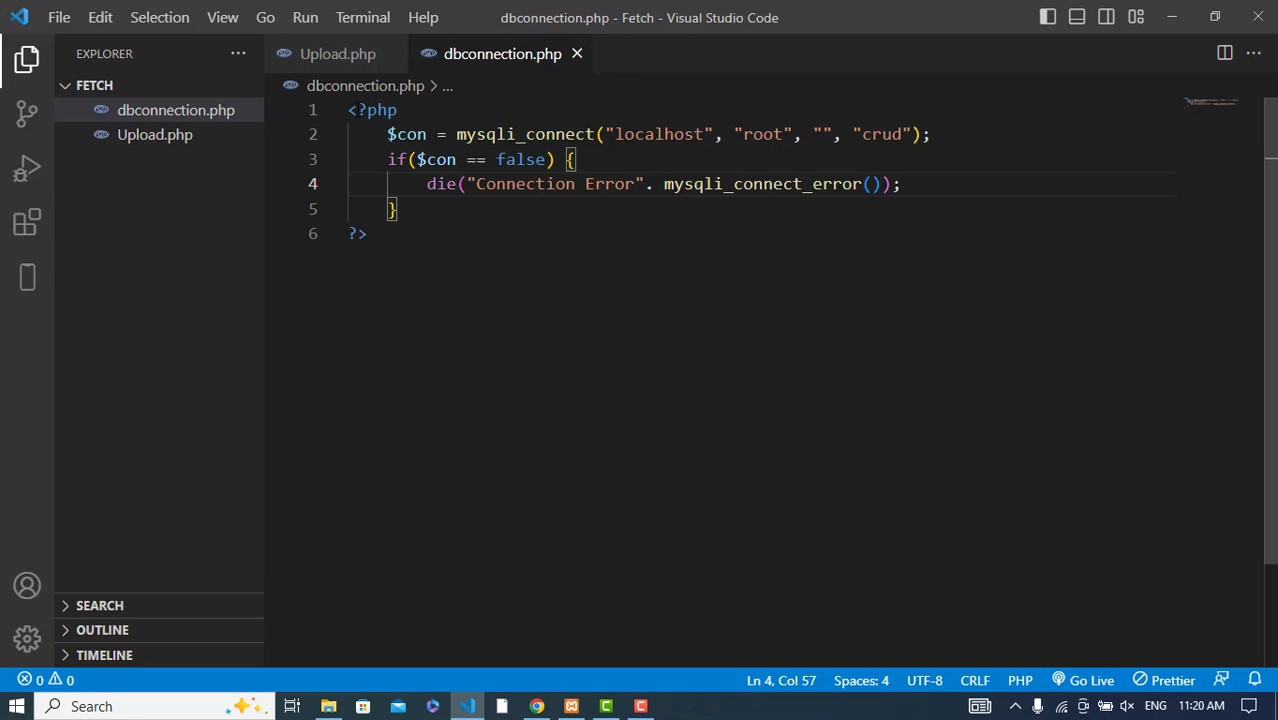 File Edit Selection View Go Run Terminal Help dbconnection.php - Fetch - Visual Studio Code
EXPLORER
Upload.php dbconnection.php
FETCH
dbconnection.php > ...
dbconnection.php
Upload.php
1 <?php
2 $con = mysqli_connect("localhost", "root", "", "crud");
3 if($con == false) {
4 die("Connection Error". mysqli_connect_error());
5 }
6 ?>
SEARCH
OUTLINE
TIMELINE
0 0 Ln 4, Col 57 Spaces: 4 UTF-8 CRLF PHP Go Live Prettier
Search ENG 11:20 AM